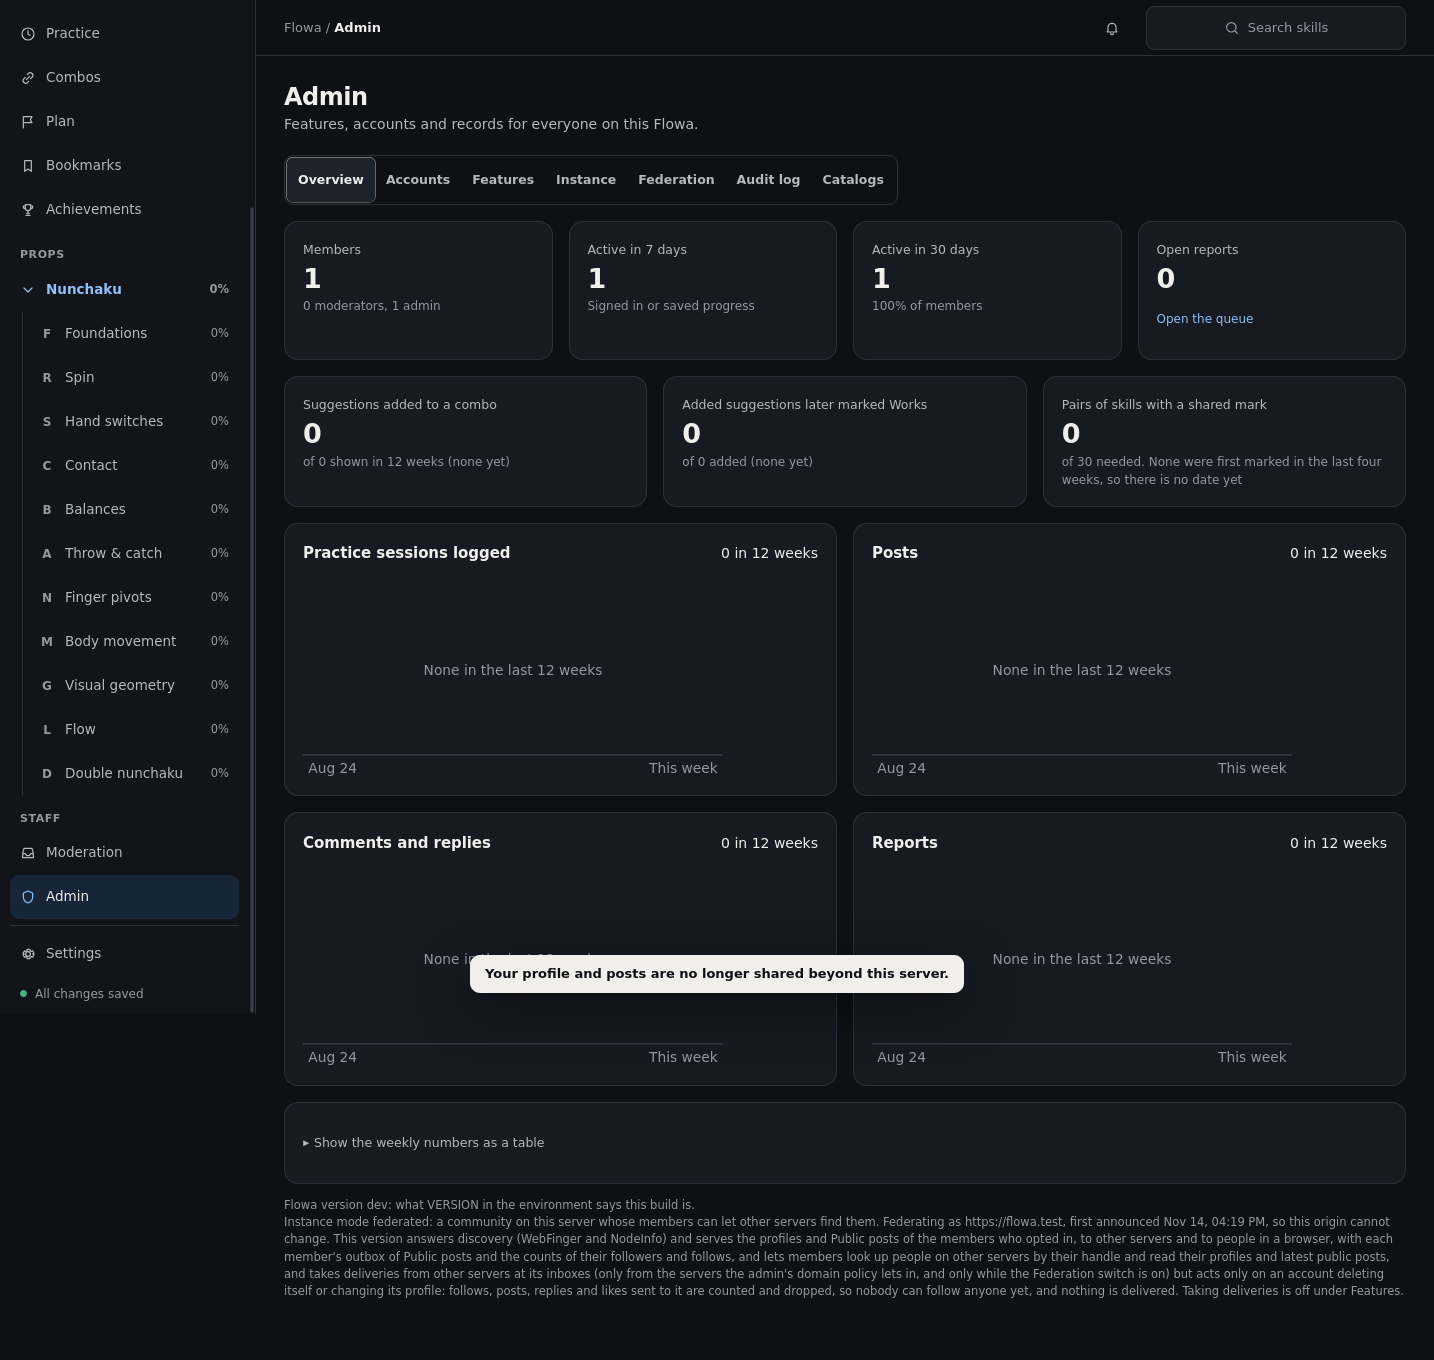 Practice
Combos
Plan
Bookmarks
Achievements
PROPS
Nunchaku 0%
F Foundations 0%
R Spin 0%
S Hand switches 0%
C Contact 0%
B Balances 0%
A Throw & catch 0%
N Finger pivots 0%
M Body movement 0%
G Visual geometry 0%
L Flow 0%
D Double nunchaku 0%
STAFF
Moderation
Admin
Settings
All changes saved
Flowa / Admin
Search skills
Admin
Features, accounts and records for everyone on this Flowa.
Overview Accounts Features Instance Federation Audit log Catalogs
Members
1
0 moderators, 1 admin
Active in 7 days
1
Signed in or saved progress
Active in 30 days
1
100% of members
Open reports
0
Open the queue
Suggestions added to a combo
0
of 0 shown in 12 weeks (none yet)
Added suggestions later marked Works
0
of 0 added (none yet)
Pairs of skills with a shared mark
0
of 30 needed. None were first marked in the last four
weeks, so there is no date yet
Practice sessions logged 0 in 12 weeks
None in the last 12 weeks
Aug 24 This week
Posts 0 in 12 weeks
None in the last 12 weeks
Aug 24 This week
Comments and replies 0 in 12 weeks
None
Aug 24 This week
Reports 0 in 12 weeks
None in the last 12 weeks
Aug 24 This week
Your profile and posts are no longer shared beyond this server.
▸ Show the weekly numbers as a table
Flowa version dev: what VERSION in the environment says this build is.
Instance mode federated: a community on this server whose members can let other servers find them. Federating as https://flowa.test, first announced Nov 14, 04:19 PM, so this origin cannot
change. This version answers discovery (WebFinger and NodeInfo) and serves the profiles and Public posts of the members who opted in, to other servers and to people in a browser, with each
member's outbox of Public posts and the counts of their followers and follows, and lets members look up people on other servers by their handle and read their profiles and latest public posts,
and takes deliveries from other servers at its inboxes (only from the servers the admin's domain policy lets in, and only while the Federation switch is on) but acts only on an account deleting
itself or changing its profile: follows, posts, replies and likes sent to it are counted and dropped, so nobody can follow anyone yet, and nothing is delivered. Taking deliveries is off under Features.